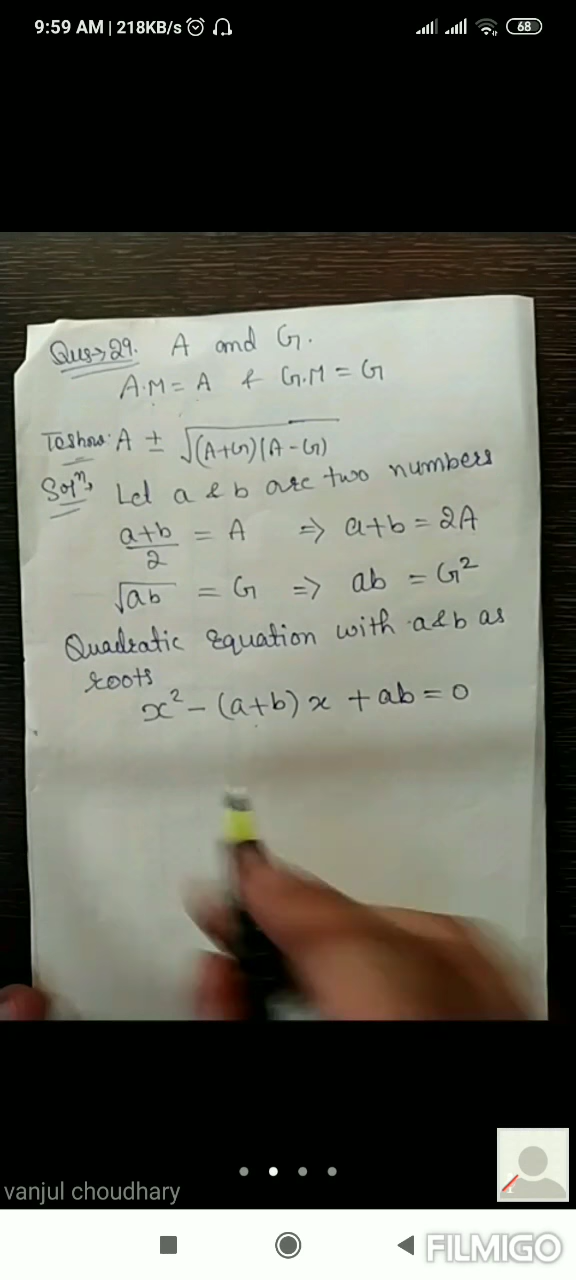 9:59 AM | 218KB/s
68
Ques→29. A and G.
A.M = A & G.M = G
To show: A ± √(A+G)(A-G)
Solⁿ→ Let a & b are two numbers
a+b/2 = A ⇒ a+b = 2A
√ab = G ⇒ ab = G²
Quadratic Equation with a&b as
roots
x² - (a+b)x + ab = 0
vanjul choudhary
FILMIGO